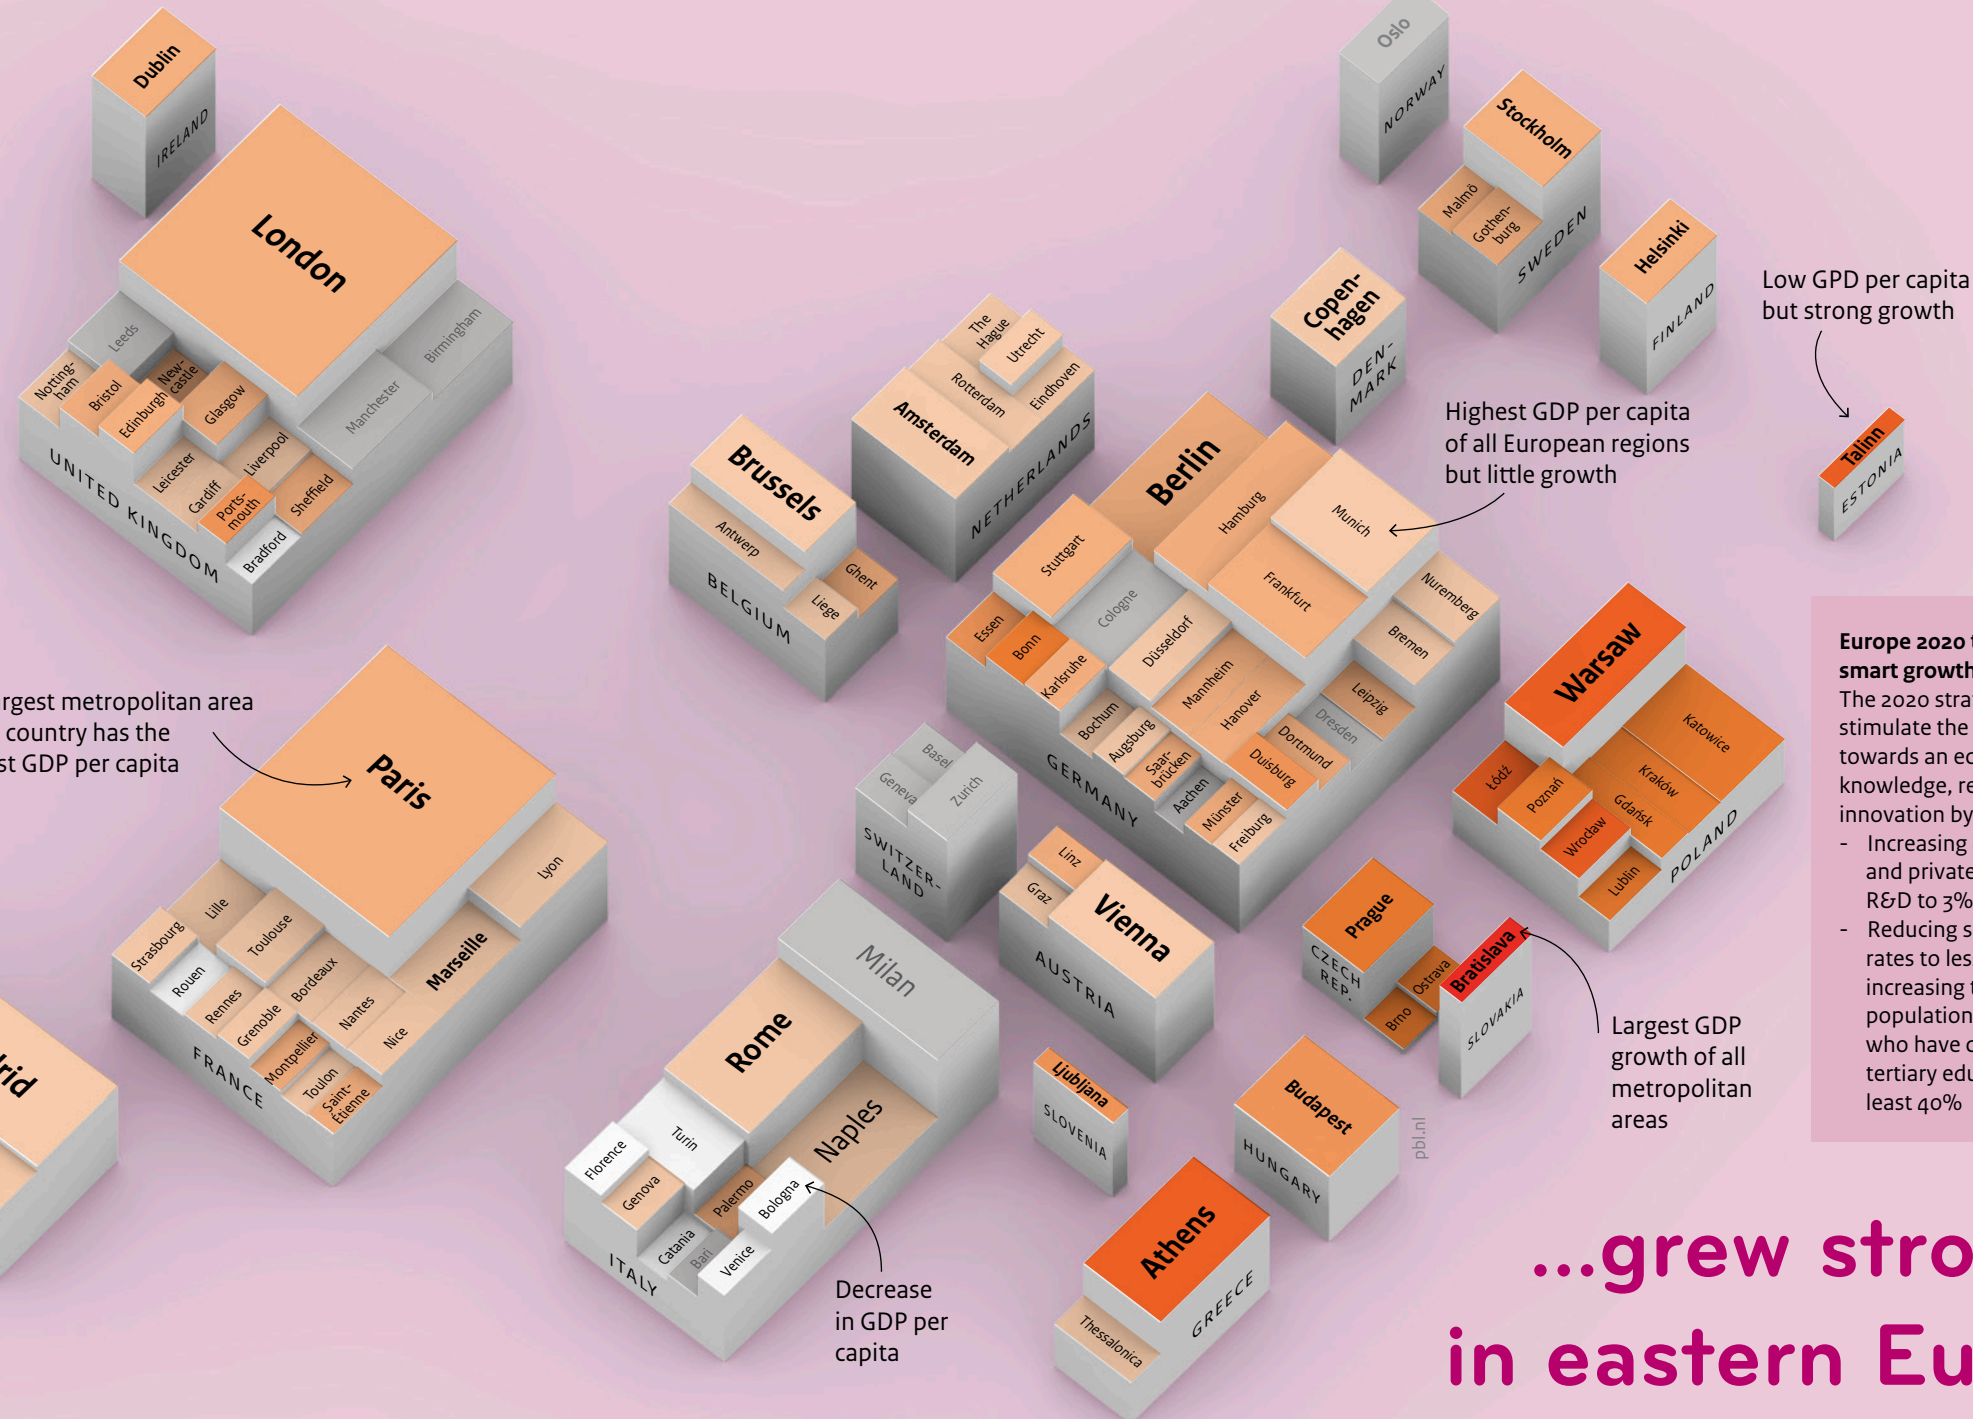 Dublin
IRELAND
London
Leeds
Birmingham
Notting-
ham
Bristol
New-
castle
Edinburgh
Glasgow
Manchester
Leicester
Liverpool
Cardiff
Ports-
mouth
Sheffield
Bradford
UNITED KINGDOM
Oslo
NORWAY
Stockholm
Malmö
Gothen-
burg
SWEDEN
Helsinki
FINLAND
Low GPD per capita
but strong growth
Talinn
ESTONIA
Copen-
hagen
DEN-
MARK
The
Hague
Utrecht
Rotterdam
Eindhoven
Amsterdam
NETHERLANDS
Brussels
Antwerp
Ghent
Liege
BELGIUM
Highest GDP per capita
of all European regions
but little growth
Berlin
Hamburg
Munich
Stuttgart
Cologne
Frankfurt
Nuremberg
Bremen
Essen
Bonn
Karlsruhe
Düsseldorf
Mannheim
Hanover
Leipzig
Dresden
Dortmund
Duisburg
Bochum
Augsburg
Saar-
brücken
Aachen
Münster
Freiburg
GERMANY
Warsaw
Katowice
Łódź
Poznań
Kraków
Gdańsk
Wrocław
Lublin
POLAND
Europe 2020 t
smart growth
The 2020 strat
stimulate the
towards an ec
knowledge, re
innovation by
- Increasing
and private
R&D to 3%
- Reducing s
rates to les
increasing t
population
who have c
tertiary edu
least 40%
rgest metropolitan area
country has the
st GDP per capita
Paris
Lyon
Lille
Strasbourg
Toulouse
Rouen
Bordeaux
Marseille
Rennes
Grenoble
Nantes
Nice
Montpellier
Toulon
Saint-
Étienne
FRANCE
rid
Basel
Geneva
Zurich
SWITZER-
LAND
Linz
Graz
Vienna
AUSTRIA
Prague
CZECH
REP.
Ostrava
Brno
Bratislava
SLOVAKIA
Largest GDP
growth of all
metropolitan
areas
Milan
Rome
Naples
Turin
Florence
Genova
Palermo
Bologna
Catania
Bari
Venice
ITALY
Decrease
in GDP per
capita
Ljubljana
SLOVENIA
Budapest
HUNGARY
pbl.nl
Athens
Thessalonica
GREECE
...grew stro
in eastern Eu